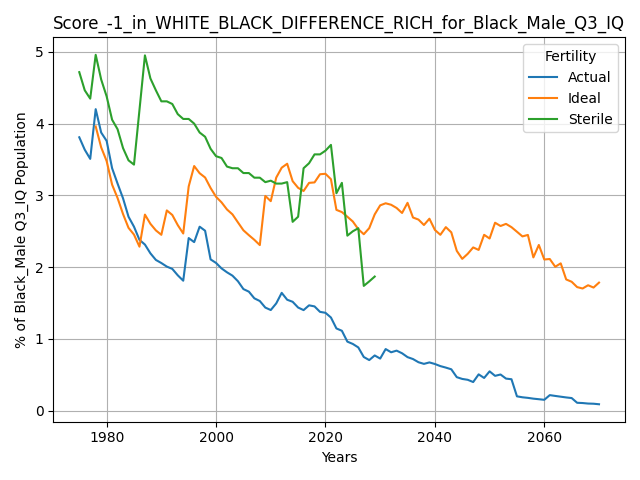 Score_-1_in_WHITE_BLACK_DIFFERENCE_RICH_for_Black_Male_Q3_IQ
% of Black_Male Q3_IQ Population
5
4
3
2
1
0
Fertility
Actual
Ideal
Sterile
1980 2000 2020 2040 2060
Years